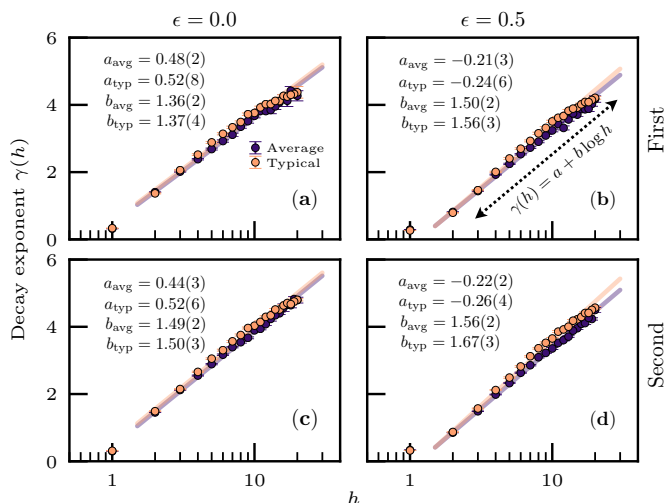 ϵ = 0.0
ϵ = 0.5
Decay exponent γ(h)
6
4
2
0
a_avg = 0.48(2)
a_typ = 0.52(8)
b_avg = 1.36(2)
b_typ = 1.37(4)
Average
Typical
(a)
a_avg = −0.21(3)
a_typ = −0.24(6)
b_avg = 1.50(2)
b_typ = 1.56(3)
γ(h) = a + b log h
(b)
First
6
4
2
0
a_avg = 0.44(3)
a_typ = 0.52(6)
b_avg = 1.49(2)
b_typ = 1.50(3)
(c)
a_avg = −0.22(2)
a_typ = −0.26(4)
b_avg = 1.56(2)
b_typ = 1.67(3)
(d)
Second
1
10
1
10
h